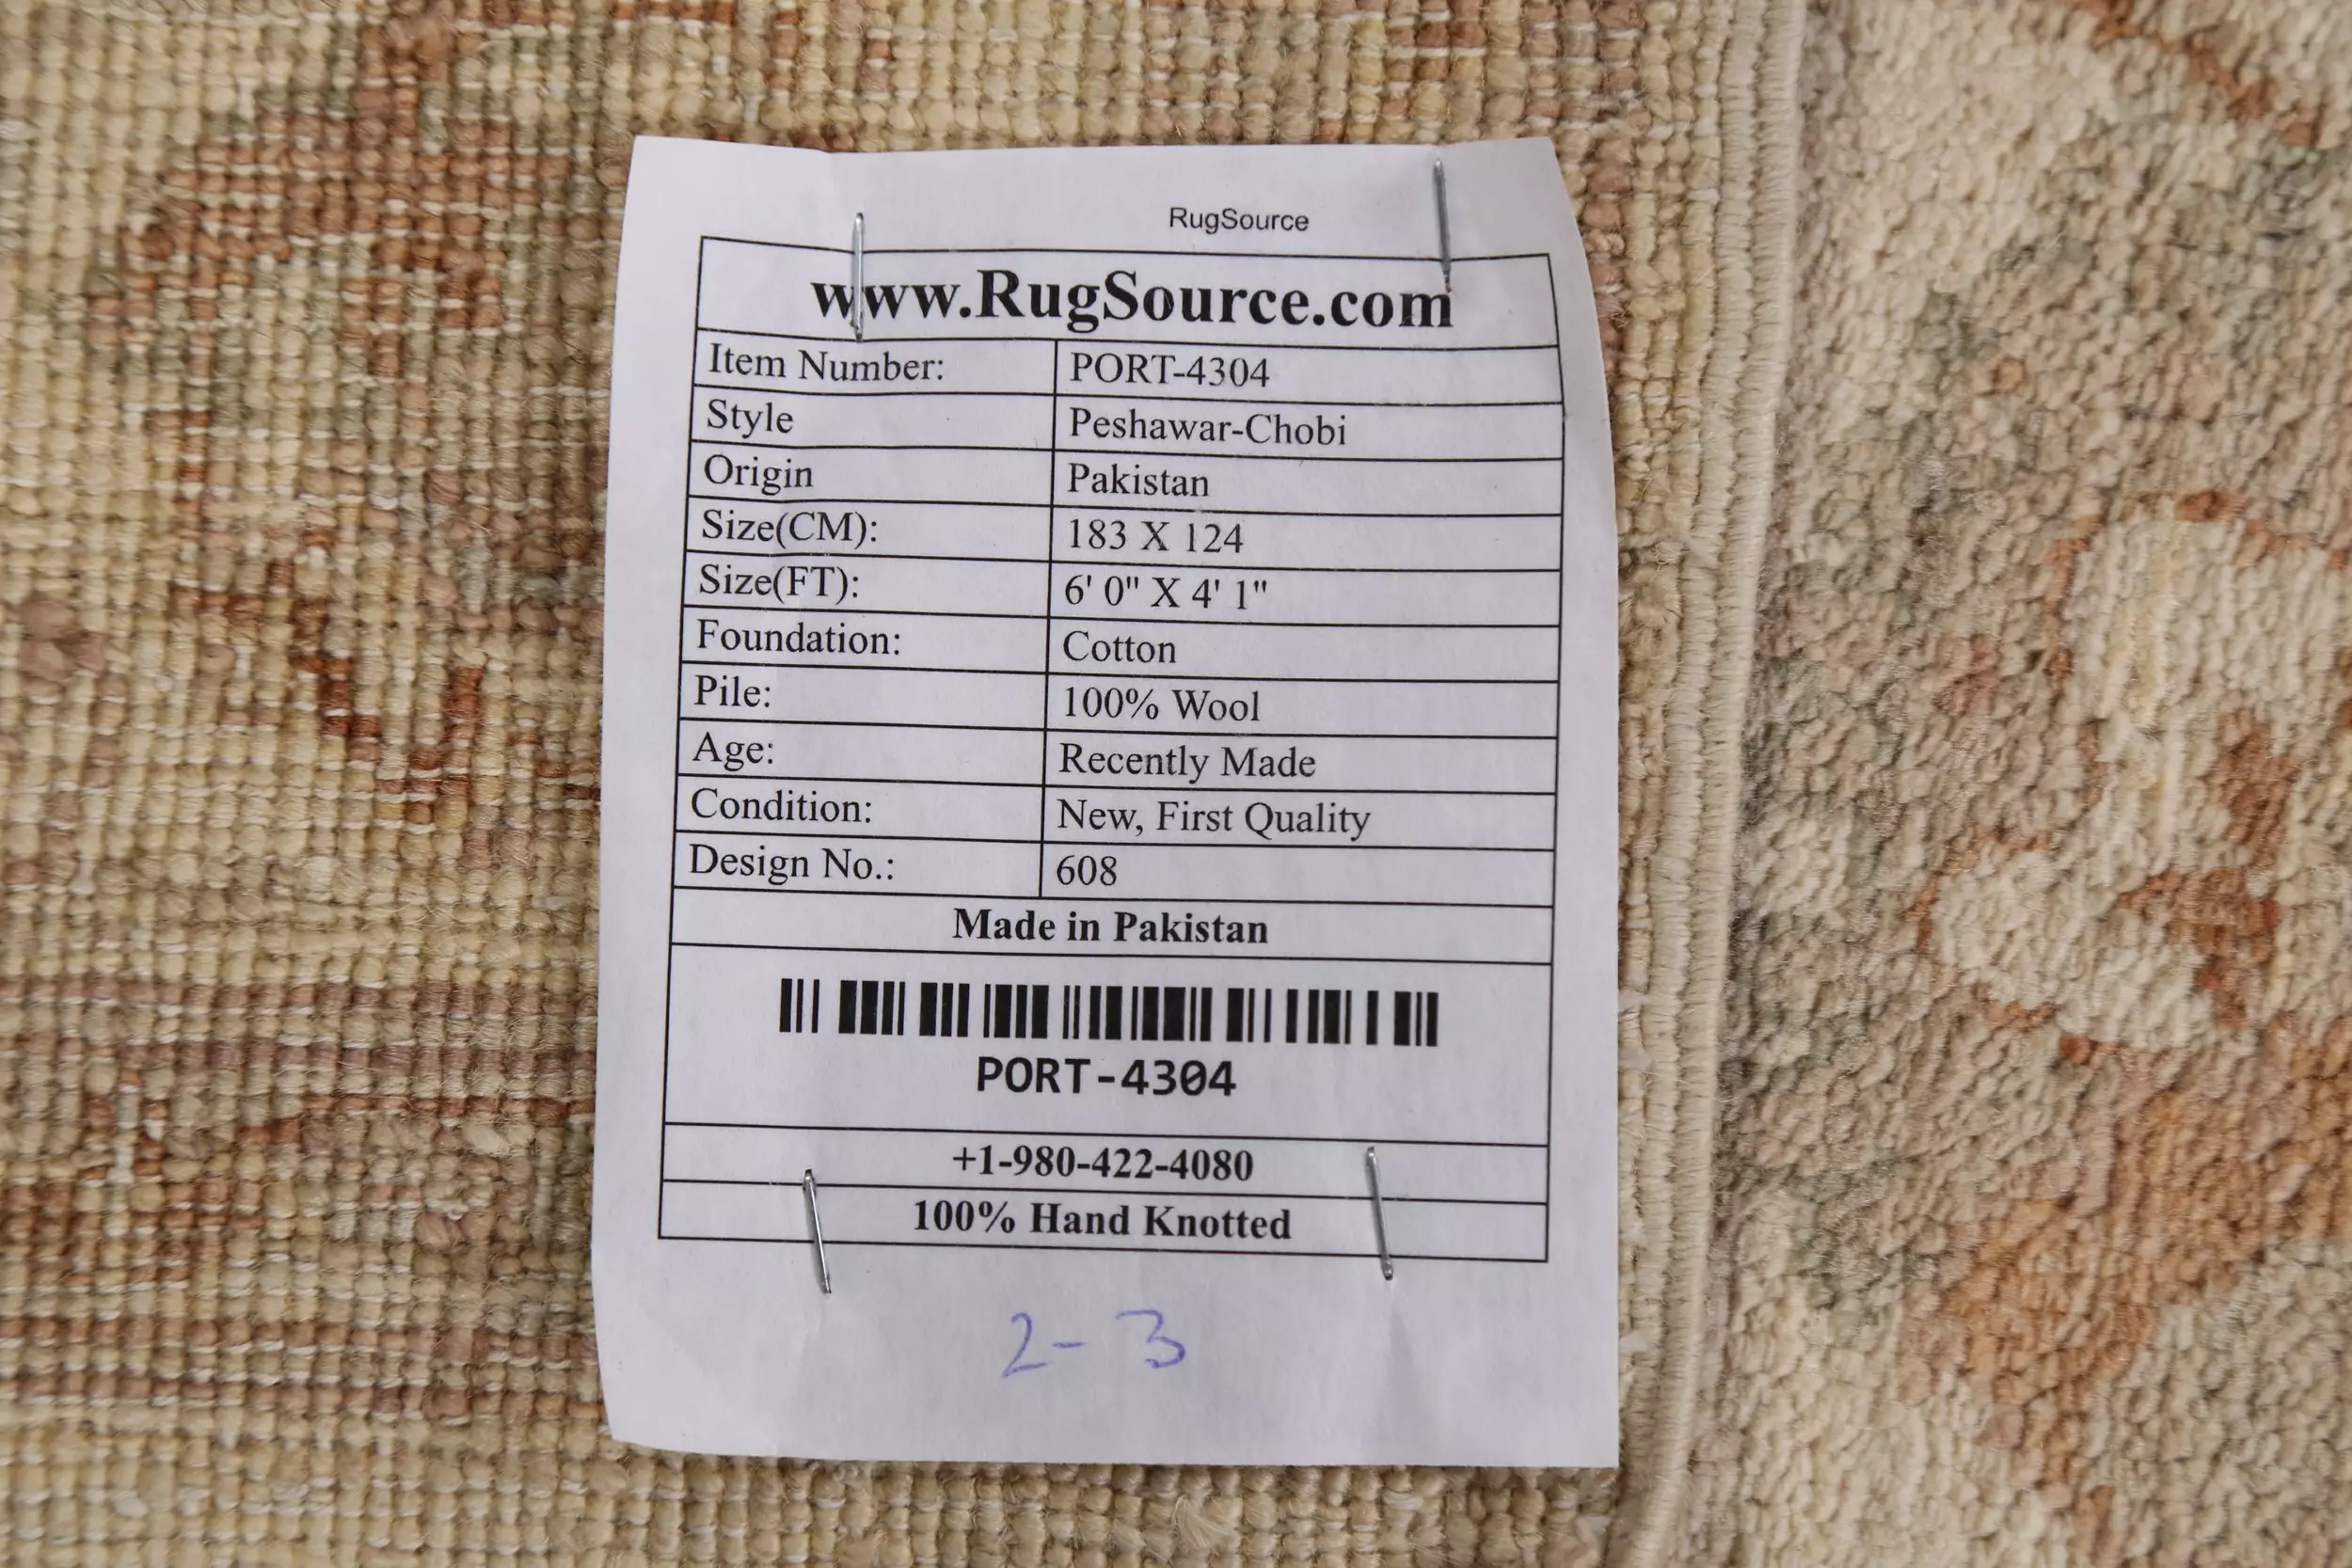 RugSource
www.RugSource.com
Item Number: PORT-4304
Style Peshawar-Chobi
Origin Pakistan
Size(CM): 183 X 124
Size(FT): 6' 0" X 4' 1"
Foundation: Cotton
Pile: 100% Wool
Age: Recently Made
Condition: New, First Quality
Design No.: 608
Made in Pakistan
PORT-4304
+1-980-422-4080
100% Hand Knotted
2-3